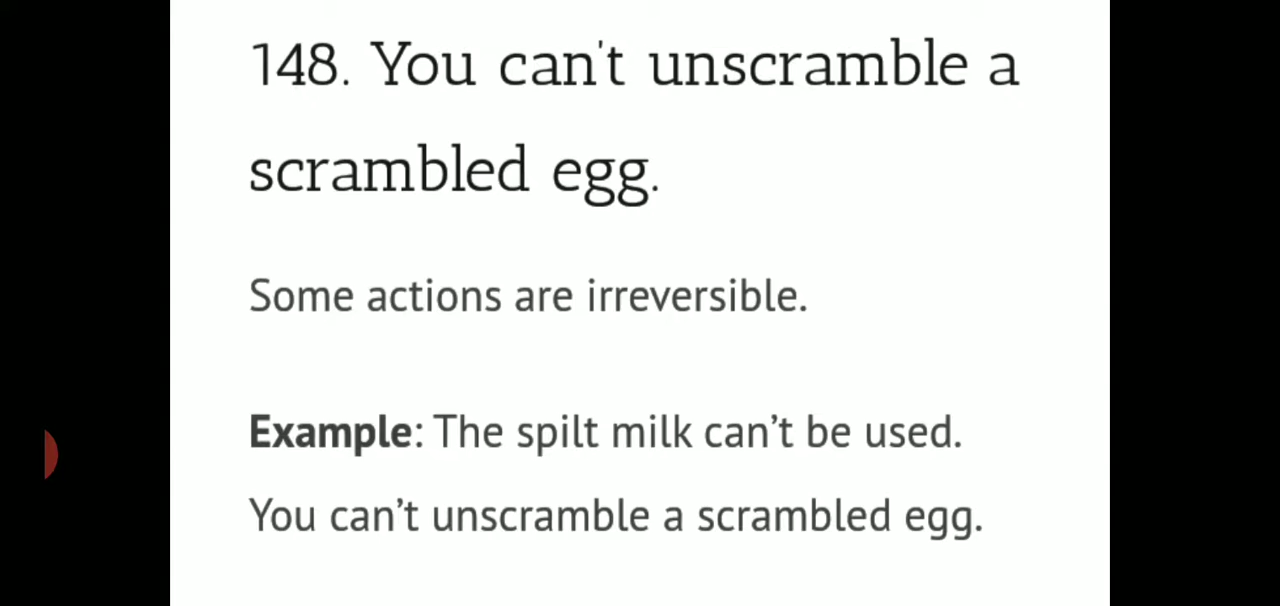 148. You can't unscramble a
scrambled egg.
Some actions are irreversible.
Example: The spilt milk can’t be used.
You can’t unscramble a scrambled egg.